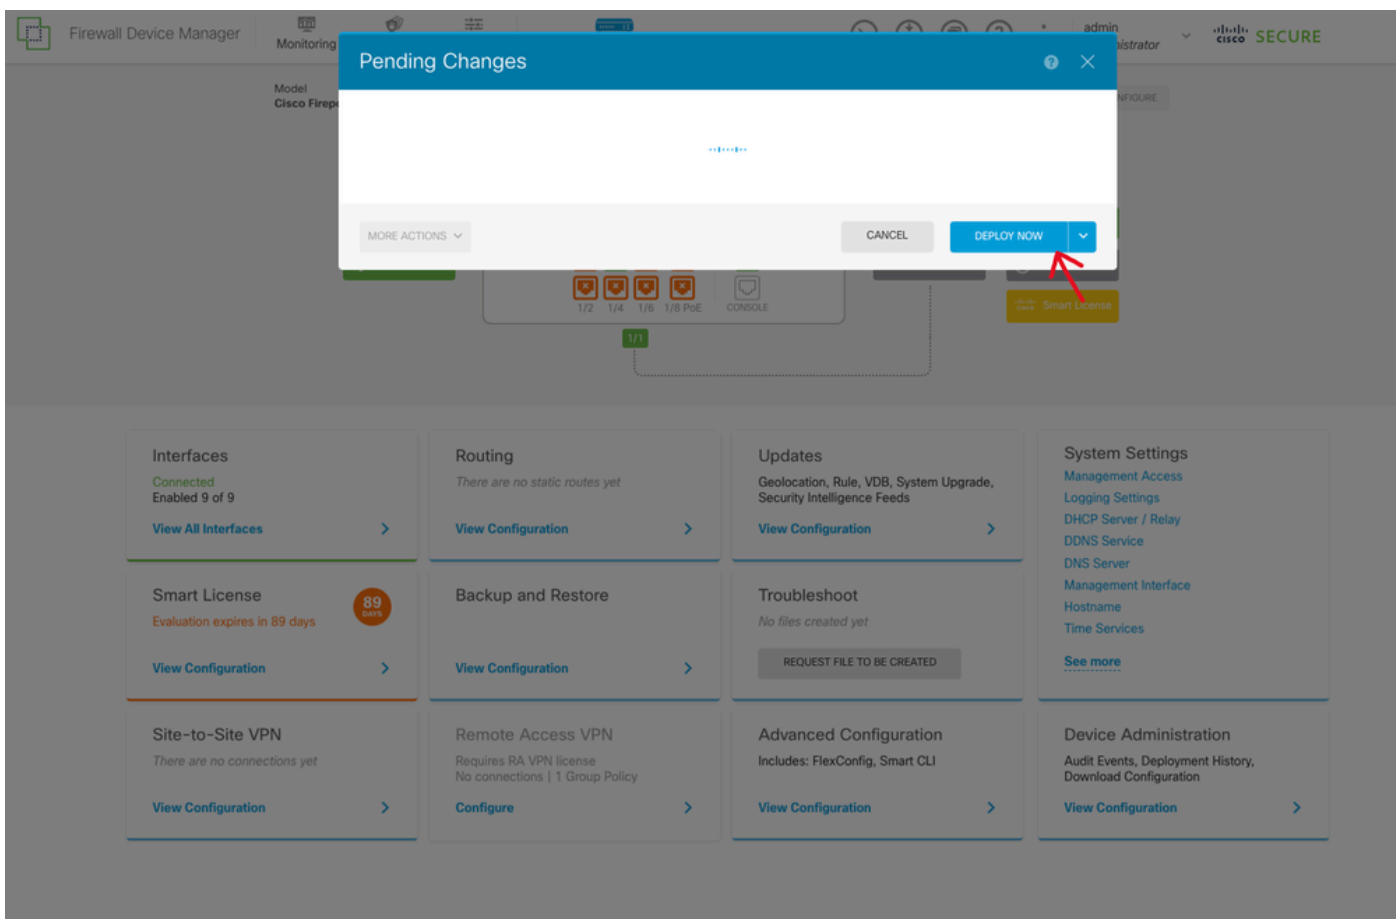 Firewall Device Manager
Monitoring
admin
cisco SECURE
Pending Changes
Model
Cisco Firep
MORE ACTIONS
CANCEL
DEPLOY NOW
1/2 1/4 1/6 1/8 PoE CONSOLE
cisco Smart License
1/1
Interfaces
Connected
Enabled 9 of 9
View All Interfaces
Routing
There are no static routes yet
View Configuration
Updates
Geolocation, Rule, VDB, System Upgrade,
Security Intelligence Feeds
View Configuration
System Settings
Management Access
Logging Settings
DHCP Server / Relay
DDNS Service
DNS Server
Management Interface
Hostname
Time Services
See more
Smart License
Evaluation expires in 89 days
89
DAYS
View Configuration
Backup and Restore
View Configuration
Troubleshoot
No files created yet
REQUEST FILE TO BE CREATED
Site-to-Site VPN
There are no connections yet
View Configuration
Remote Access VPN
Requires RA VPN license
No connections | 1 Group Policy
Configure
Advanced Configuration
Includes: FlexConfig, Smart CLI
View Configuration
Device Administration
Audit Events, Deployment History,
Download Configuration
View Configuration